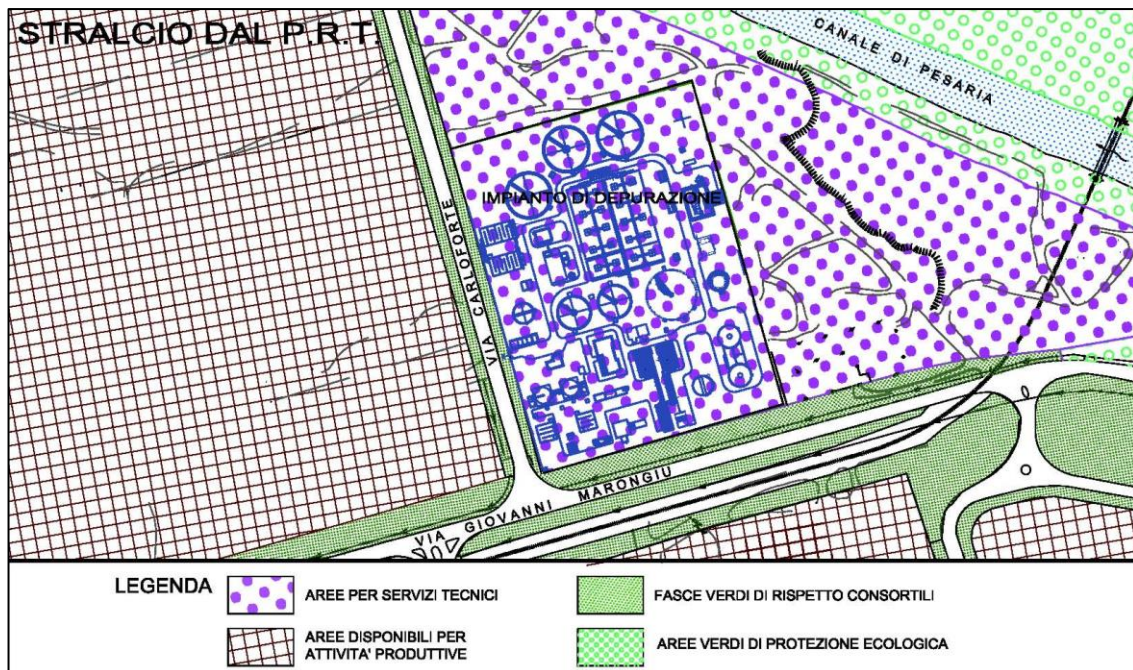 STRALCIO DAL P.R.T.
CANALE DI PESARIA
IMPIANTO DI DEPURAZIONE
VIA CARLOFORTE
VIA GIOVANNI MARONGIU
LEGENDA
AREE PER SERVIZI TECNICI
FASCE VERDI DI RISPETTO CONSORTILI
AREE DISPONIBILI PER
ATTIVITA' PRODUTTIVE
AREE VERDI DI PROTEZIONE ECOLOGICA